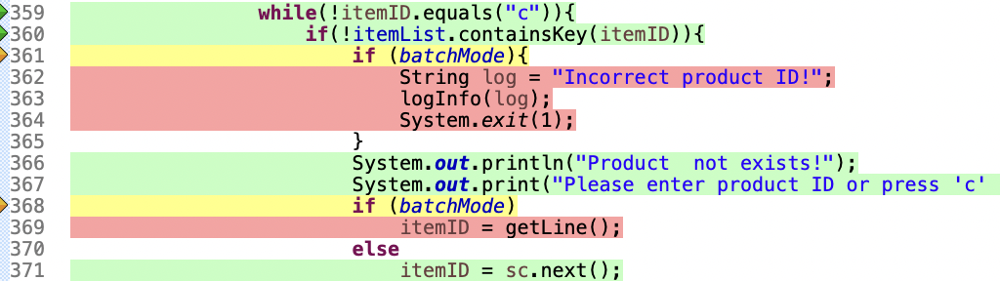 359 while(!itemID.equals("c")){
360 if(!itemList.containsKey(itemID)){
361 if (batchMode){
362 String log = "Incorrect product ID!";
363 logInfo(log);
364 System.exit(1);
365 }
366 System.out.println("Product  not exists!");
367 System.out.print("Please enter product ID or press 'c'
368 if (batchMode)
369 itemID = getLine();
370 else
371 itemID = sc.next();